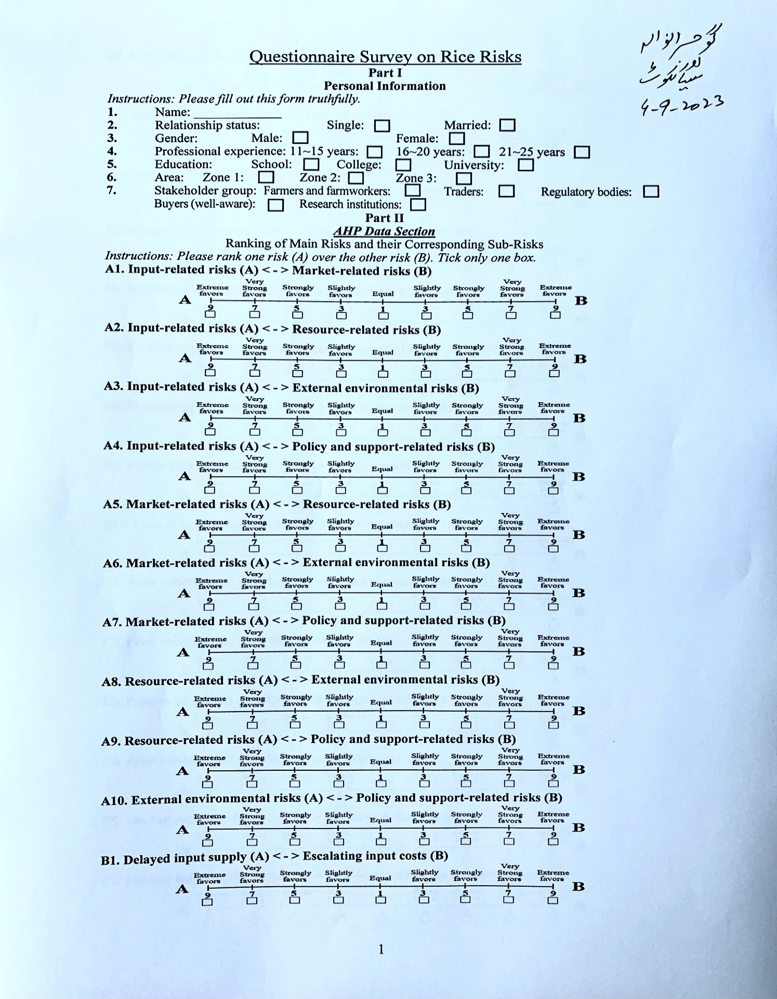 گوجرانوالہ
اور
سیالکوٹ
4-9-2023
Questionnaire Survey on Rice Risks
Part I
Personal Information
Instructions: Please fill out this form truthfully.
1. Name: ____________
2. Relationship status: Single: Married:
3. Gender: Male: Female:
4. Professional experience: 11~15 years: 16~20 years: 21~25 years
5. Education: School: College: University:
6. Area: Zone 1: Zone 2: Zone 3:
7. Stakeholder group: Farmers and farmworkers: Traders: Regulatory bodies:
Buyers (well-aware): Research institutions:
Part II
AHP Data Section
Ranking of Main Risks and their Corresponding Sub-Risks
Instructions: Please rank one risk (A) over the other risk (B). Tick only one box.
A1. Input-related risks (A) < - > Market-related risks (B)
Extreme favors Very Strong favors Strongly favors Slightly favors Equal Slightly favors Strongly favors Very Strong favors Extreme favors
A B
9 7 5 3 1 3 5 7 9
A2. Input-related risks (A) < - > Resource-related risks (B)
Extreme favors Very Strong favors Strongly favors Slightly favors Equal Slightly favors Strongly favors Very Strong favors Extreme favors
A B
9 7 5 3 1 3 5 7 9
A3. Input-related risks (A) < - > External environmental risks (B)
Extreme favors Very Strong favors Strongly favors Slightly favors Equal Slightly favors Strongly favors Very Strong favors Extreme favors
A B
9 7 5 3 1 3 5 7 9
A4. Input-related risks (A) < - > Policy and support-related risks (B)
Extreme favors Very Strong favors Strongly favors Slightly favors Equal Slightly favors Strongly favors Very Strong favors Extreme favors
A B
9 7 5 3 1 3 5 7 9
A5. Market-related risks (A) < - > Resource-related risks (B)
Extreme favors Very Strong favors Strongly favors Slightly favors Equal Slightly favors Strongly favors Very Strong favors Extreme favors
A B
9 7 5 3 1 3 5 7 9
A6. Market-related risks (A) < - > External environmental risks (B)
Extreme favors Very Strong favors Strongly favors Slightly favors Equal Slightly favors Strongly favors Very Strong favors Extreme favors
A B
9 7 5 3 1 3 5 7 9
A7. Market-related risks (A) < - > Policy and support-related risks (B)
Extreme favors Very Strong favors Strongly favors Slightly favors Equal Slightly favors Strongly favors Very Strong favors Extreme favors
A B
9 7 5 3 1 3 5 7 9
A8. Resource-related risks (A) < - > External environmental risks (B)
Extreme favors Very Strong favors Strongly favors Slightly favors Equal Slightly favors Strongly favors Very Strong favors Extreme favors
A B
9 7 5 3 1 3 5 7 9
A9. Resource-related risks (A) < - > Policy and support-related risks (B)
Extreme favors Very Strong favors Strongly favors Slightly favors Equal Slightly favors Strongly favors Very Strong favors Extreme favors
A B
9 7 5 3 1 3 5 7 9
A10. External environmental risks (A) < - > Policy and support-related risks (B)
Extreme favors Very Strong favors Strongly favors Slightly favors Equal Slightly favors Strongly favors Very Strong favors Extreme favors
A B
9 7 5 3 1 3 5 7 9
B1. Delayed input supply (A) < - > Escalating input costs (B)
Extreme favors Very Strong favors Strongly favors Slightly favors Equal Slightly favors Strongly favors Very Strong favors Extreme favors
A B
9 7 5 3 1 3 5 7 9
1